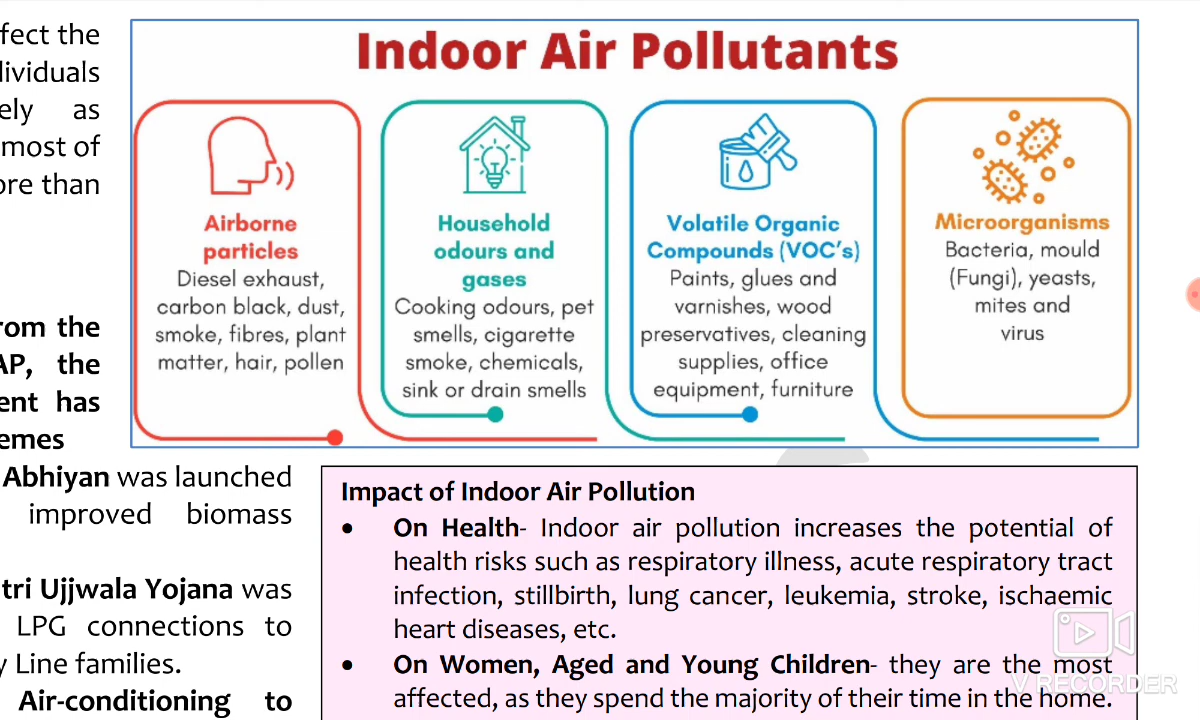 fect the
dividuals
ely as
most of
ore than
rom the
AP, the
ent has
emes
Abhiyan was launched
improved biomass
tri Ujjwala Yojana was
LPG connections to
y Line families.
Air-conditioning to
Indoor Air Pollutants
Airborne
particles
Diesel exhaust,
carbon black, dust,
smoke, fibres, plant
matter, hair, pollen
Household
odours and
gases
Cooking odours, pet
smells, cigarette
smoke, chemicals,
sink or drain smells
Volatile Organic
Compounds (VOC's)
Paints, glues and
varnishes, wood
preservatives, cleaning
supplies, office
equipment, furniture
Microorganisms
Bacteria, mould
(Fungi), yeasts,
mites and
virus
Impact of Indoor Air Pollution
• On Health- Indoor air pollution increases the potential of
health risks such as respiratory illness, acute respiratory tract
infection, stillbirth, lung cancer, leukemia, stroke, ischaemic
heart diseases, etc.
• On Women, Aged and Young Children- they are the most
affected, as they spend the majority of their time in the home.
V RECORDER